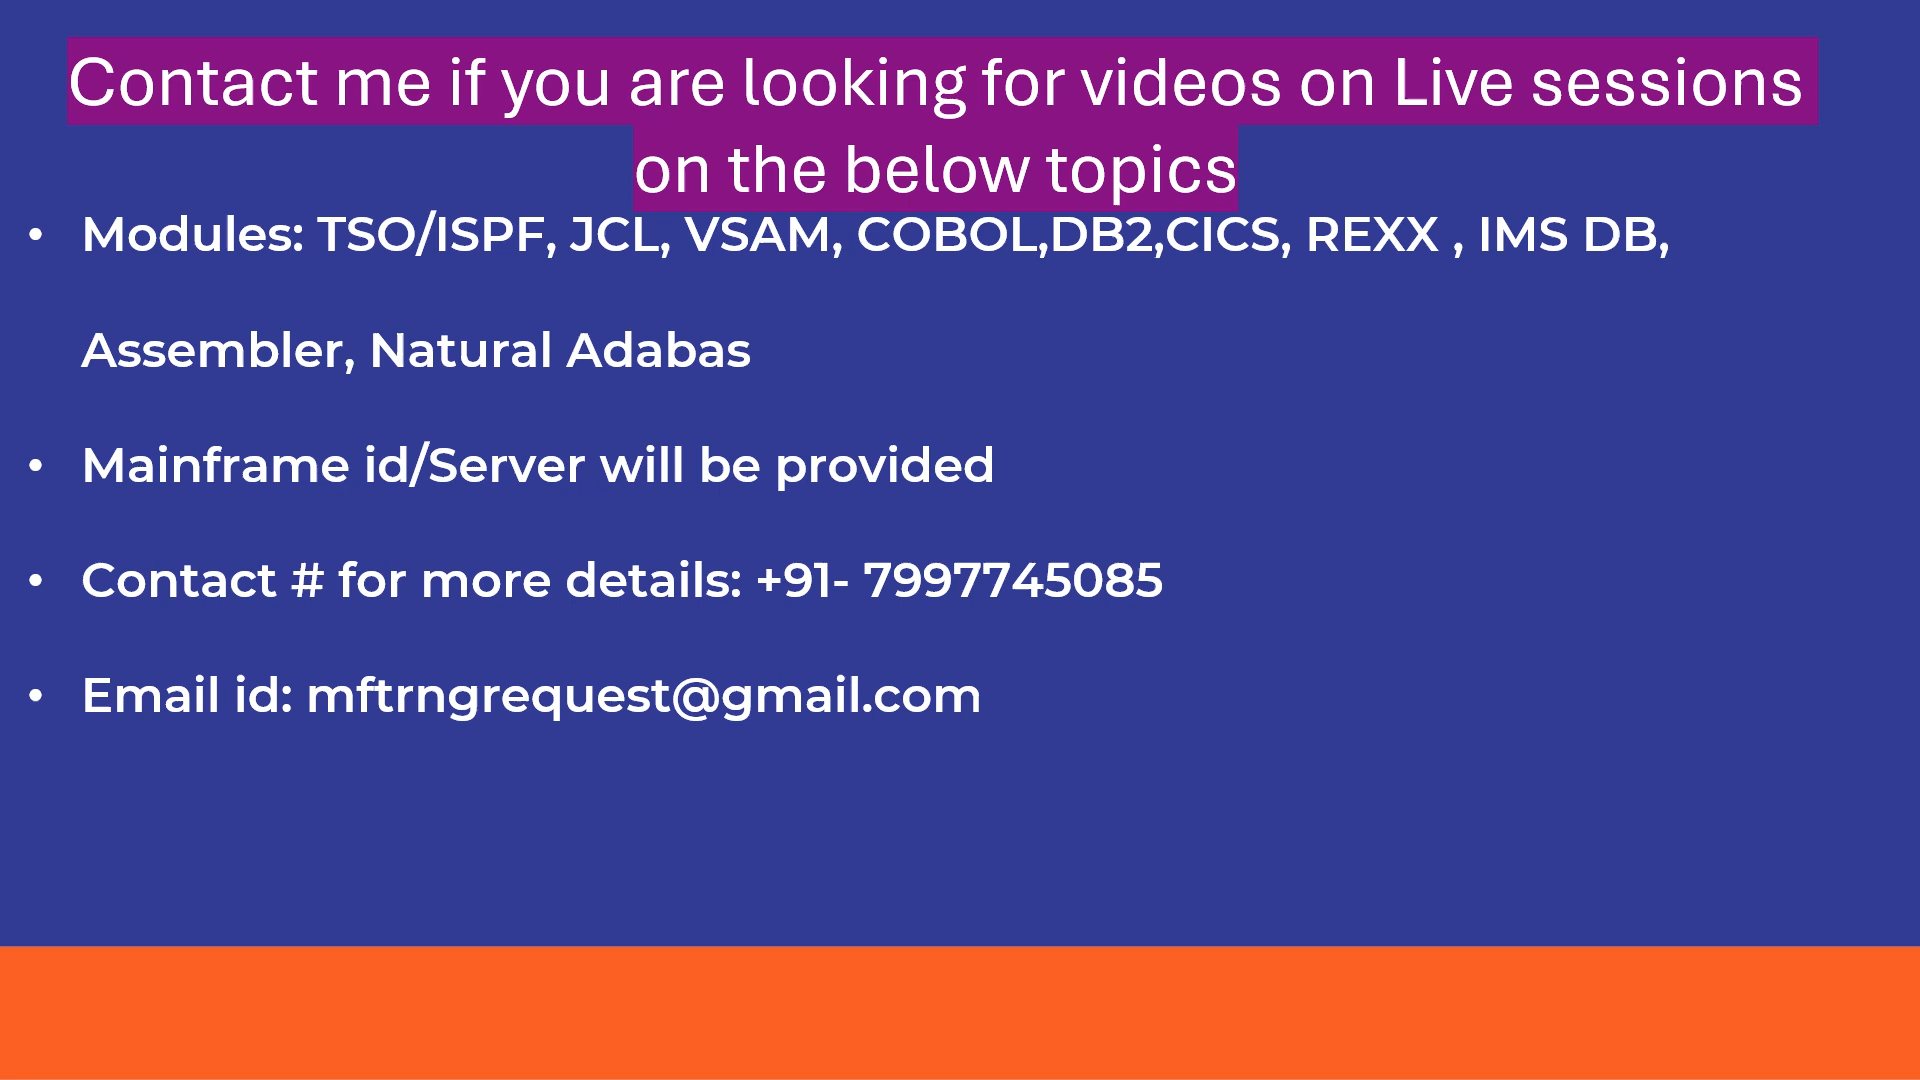 Contact me if you are looking for videos on Live sessions
on the below topics
• Modules: TSO/ISPF, JCL, VSAM, COBOL,DB2,CICS, REXX , IMS DB,
Assembler, Natural Adabas
• Mainframe id/Server will be provided
• Contact # for more details: +91- 7997745085
• Email id: mftrngrequest@gmail.com